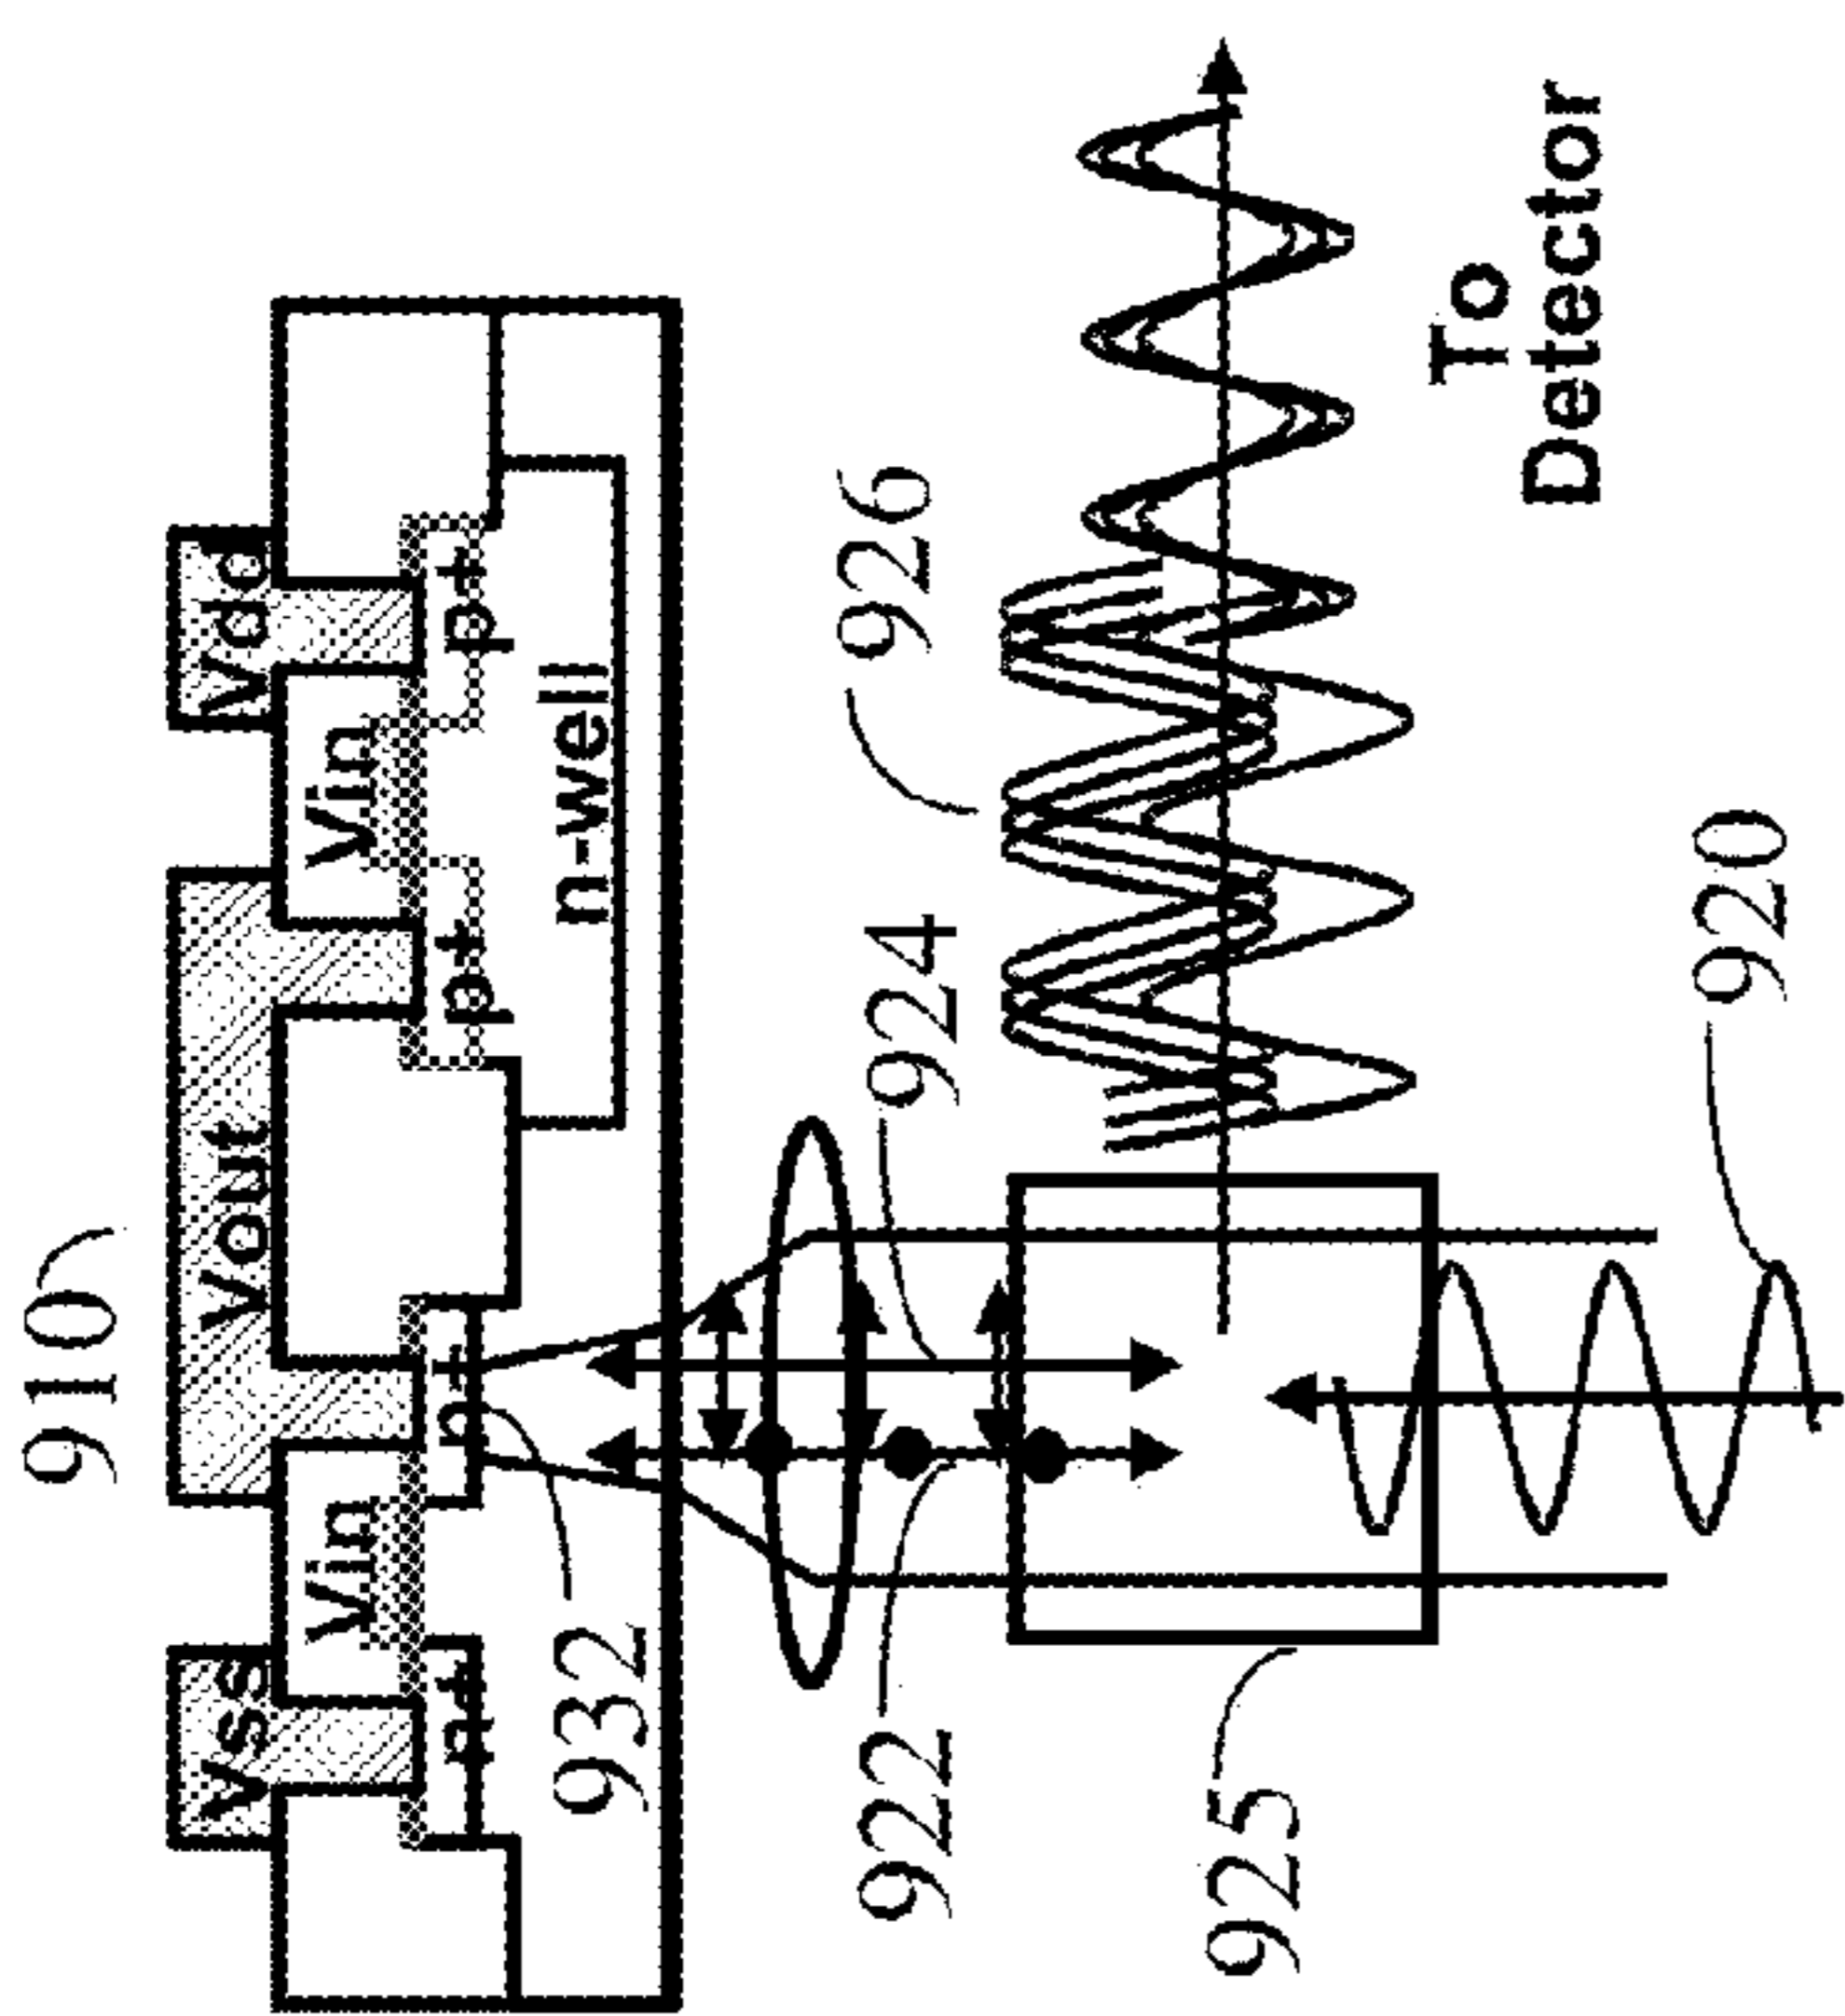 910
Vss
Vout
Vdd
Vin
Vin
n+
n+
p+
p+
n-well
932
922
924
926
925
To
Detector
920